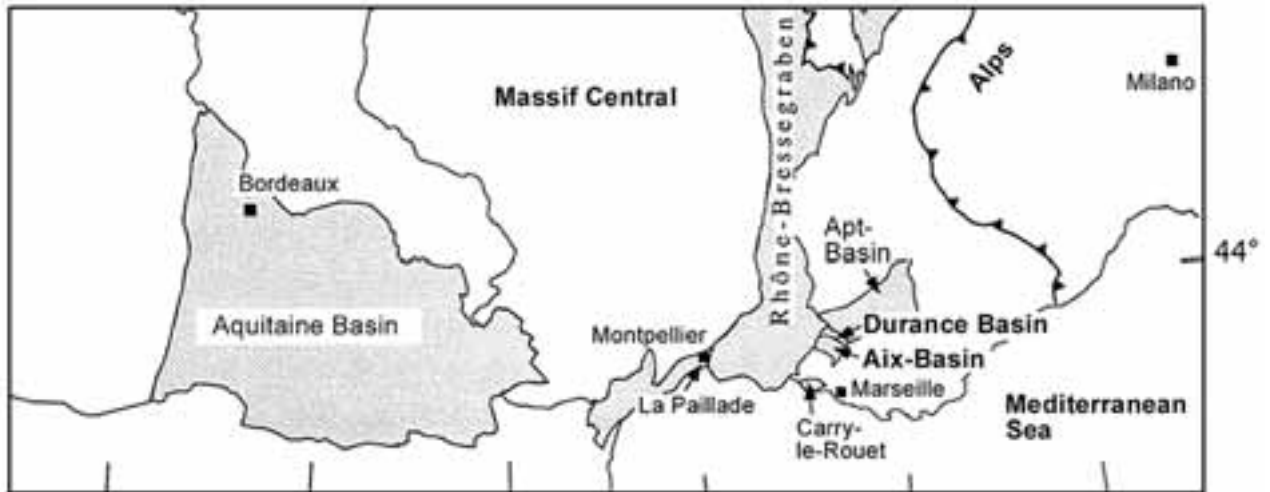 Massif Central
Rhône-Bressegraben
Alps
Milano
Bordeaux
Apt-
Basin
44°
Aquitaine Basin
Montpellier
Durance Basin
Aix-Basin
La Paillade
Marseille
Carry-
le-Rouet
Mediterranean
Sea